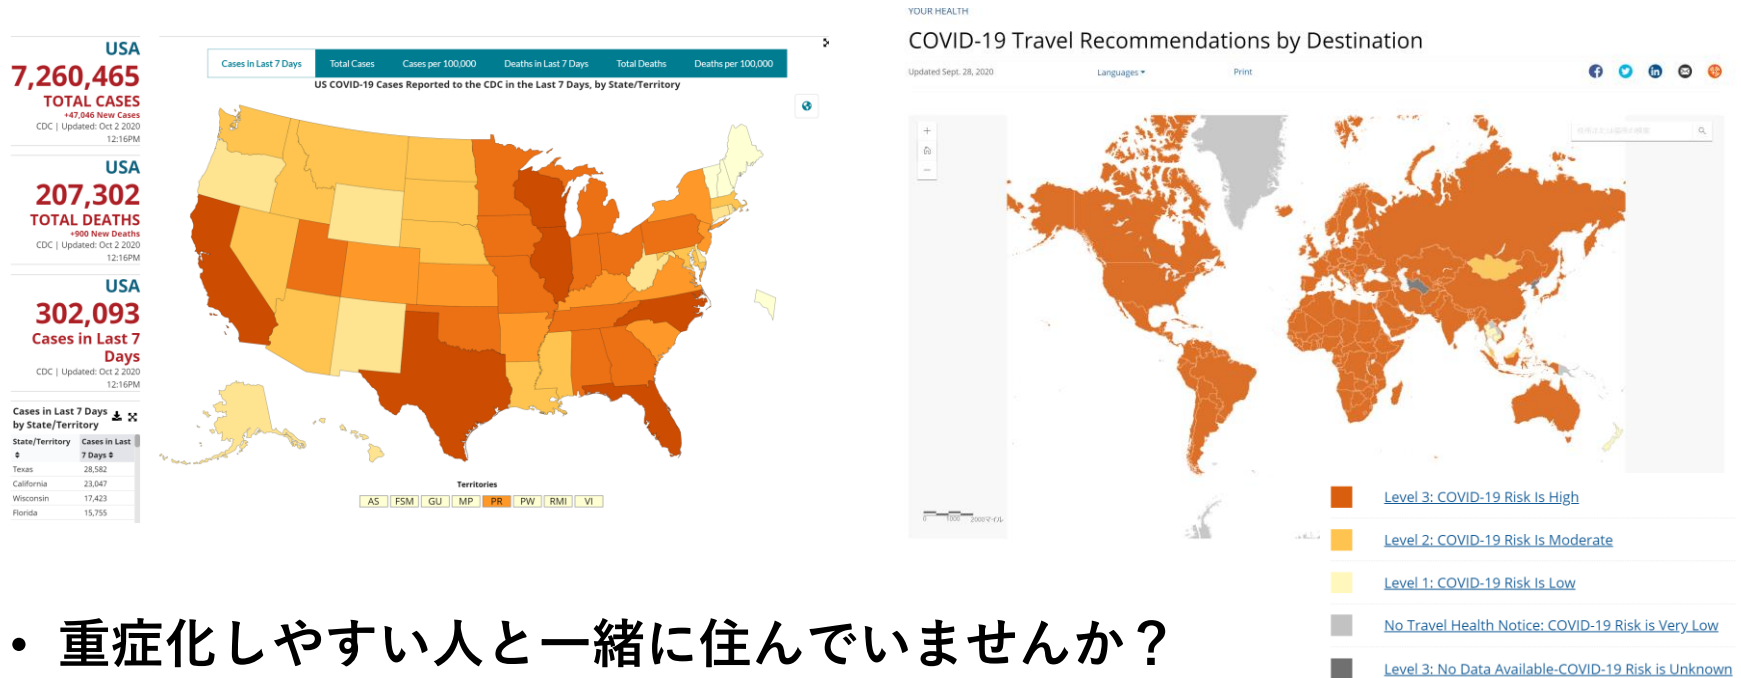 USA
7,260,465
TOTAL CASES
+47,046 New Cases
CDC | Updated: Oct 2 2020
12:16PM
USA
207,302
TOTAL DEATHS
+900 New Deaths
CDC | Updated: Oct 2 2020
12:16PM
USA
302,093
Cases in Last 7
Days
CDC | Updated: Oct 2 2020
12:16PM
Cases in Last 7 Days
by State/Territory
State/Territory Cases in Last
7 Days
Texas 28,582
California 23,047
Wisconsin 17,423
Florida 15,755
Cases in Last 7 Days Total Cases Cases per 100,000 Deaths in Last 7 Days Total Deaths Deaths per 100,000
US COVID-19 Cases Reported to the CDC in the Last 7 Days, by State/Territory
Territories
AS FSM GU MP PR PW RMI VI
YOUR HEALTH
COVID-19 Travel Recommendations by Destination
Updated Sept. 28, 2020 Languages Print
0 1000 2000マイル
Level 3: COVID-19 Risk Is High
Level 2: COVID-19 Risk Is Moderate
Level 1: COVID-19 Risk Is Low
No Travel Health Notice: COVID-19 Risk is Very Low
Level 3: No Data Available-COVID-19 Risk is Unknown
• 重症化しやすい人と一緒に住んでいませんか？